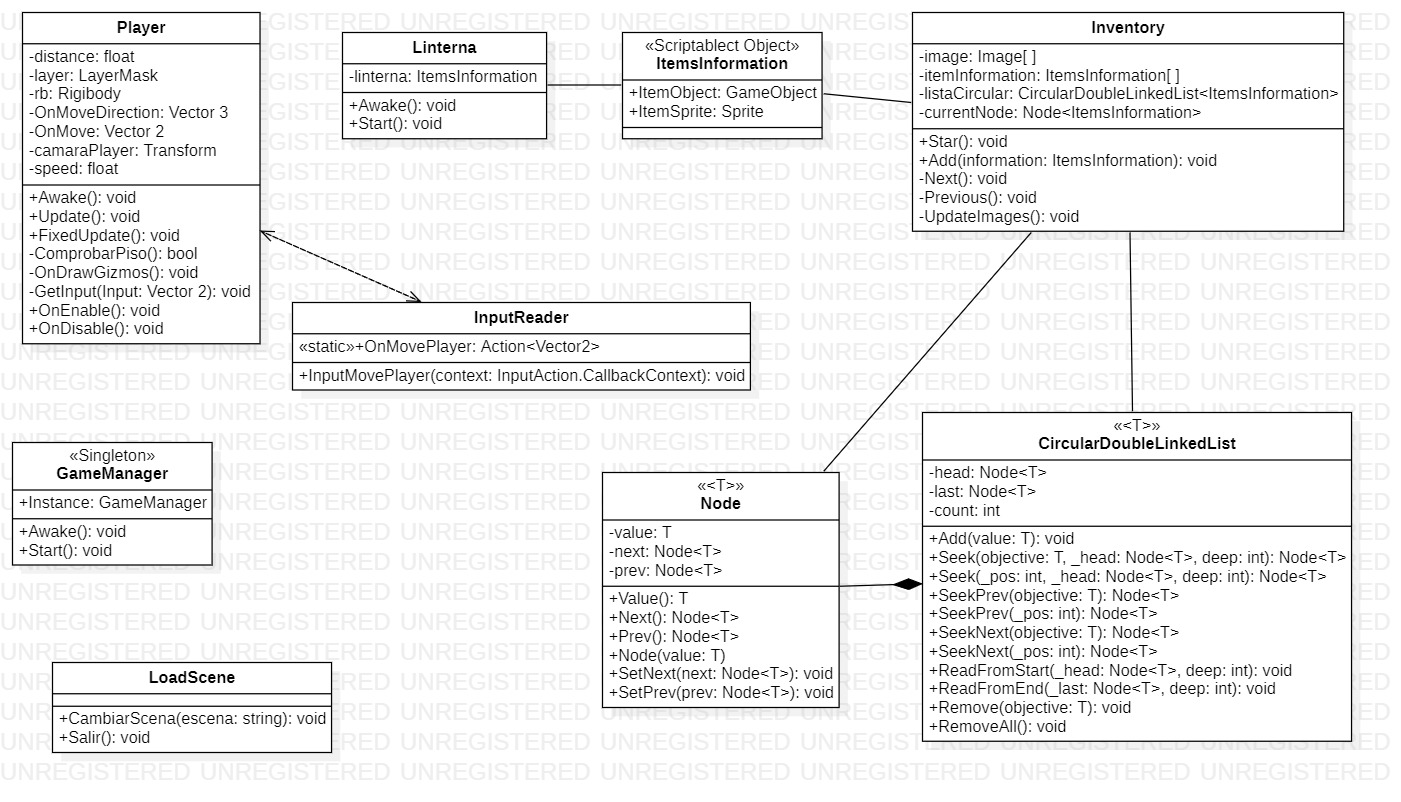 Player
-distance: float
-layer: LayerMask
-rb: Rigibody
-OnMoveDirection: Vector 3
-OnMove: Vector 2
-camaraPlayer: Transform
-speed: float
+Awake(): void
+Update(): void
+FixedUpdate(): void
-ComprobarPiso(): bool
-OnDrawGizmos(): void
-GetInput(Input: Vector 2): void
+OnEnable(): void
+OnDisable(): void
Linterna
-linterna: ItemsInformation
+Awake(): void
+Start(): void
«Scriptablect Object»
ItemsInformation
+ItemObject: GameObject
+ItemSprite: Sprite
Inventory
-image: Image[ ]
-itemInformation: ItemsInformation[ ]
-listaCircular: CircularDoubleLinkedList<ItemsInformation>
-currentNode: Node<ItemsInformation>
+Star(): void
+Add(information: ItemsInformation): void
-Next(): void
-Previous(): void
-UpdateImages(): void
InputReader
«static»+OnMovePlayer: Action<Vector2>
+InputMovePlayer(context: InputAction.CallbackContext): void
«Singleton»
GameManager
+Instance: GameManager
+Awake(): void
+Start(): void
«<T>»
Node
-value: T
-next: Node<T>
-prev: Node<T>
+Value(): T
+Next(): Node<T>
+Prev(): Node<T>
+Node(value: T)
+SetNext(next: Node<T>): void
+SetPrev(prev: Node<T>): void
«<T>»
CircularDoubleLinkedList
-head: Node<T>
-last: Node<T>
-count: int
+Add(value: T): void
+Seek(objective: T, _head: Node<T>, deep: int): Node<T>
+Seek(_pos: int, _head: Node<T>, deep: int): Node<T>
+SeekPrev(objective: T): Node<T>
+SeekPrev(_pos: int): Node<T>
+SeekNext(objective: T): Node<T>
+SeekNext(_pos: int): Node<T>
+ReadFromStart(_head: Node<T>, deep: int): void
+ReadFromEnd(_last: Node<T>, deep: int): void
+Remove(objective: T): void
+RemoveAll(): void
LoadScene
+CambiarScena(escena: string): void
+Salir(): void
UNREGISTERED UNREGISTERED UNREGISTERED UNREGISTERED UNREGISTERED UNREGISTERED UNREGISTERED